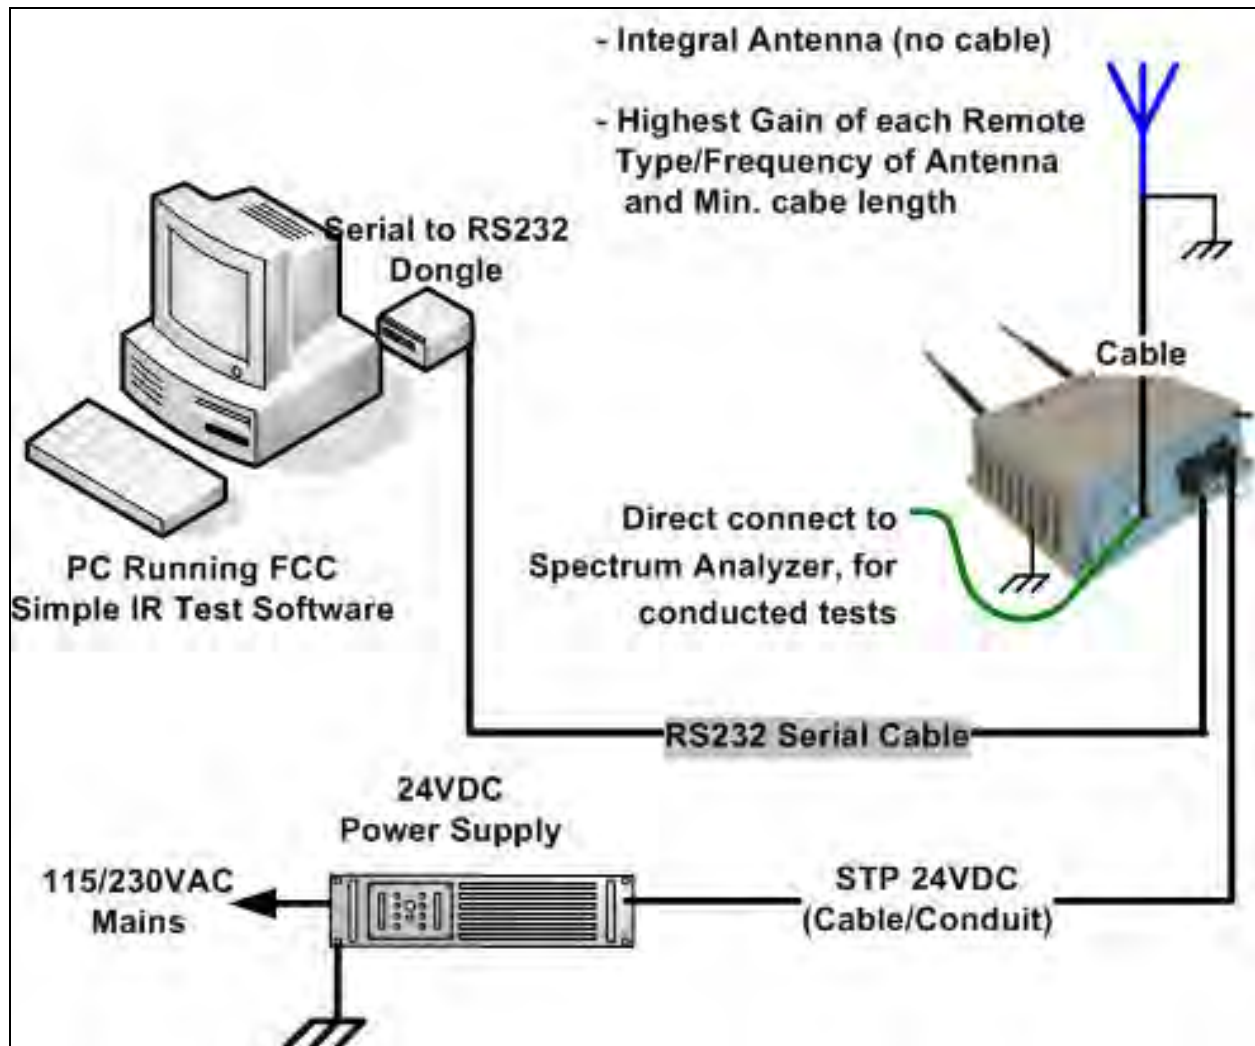 - Integral Antenna (no cable)
- Highest Gain of each Remote
Type/Frequency of Antenna
and Min. cabe length
Serial to RS232
Dongle
Cable
Direct connect to
Spectrum Analyzer, for
conducted tests
PC Running FCC
Simple IR Test Software
RS232 Serial Cable
24VDC
Power Supply
115/230VAC
Mains
STP 24VDC
(Cable/Conduit)